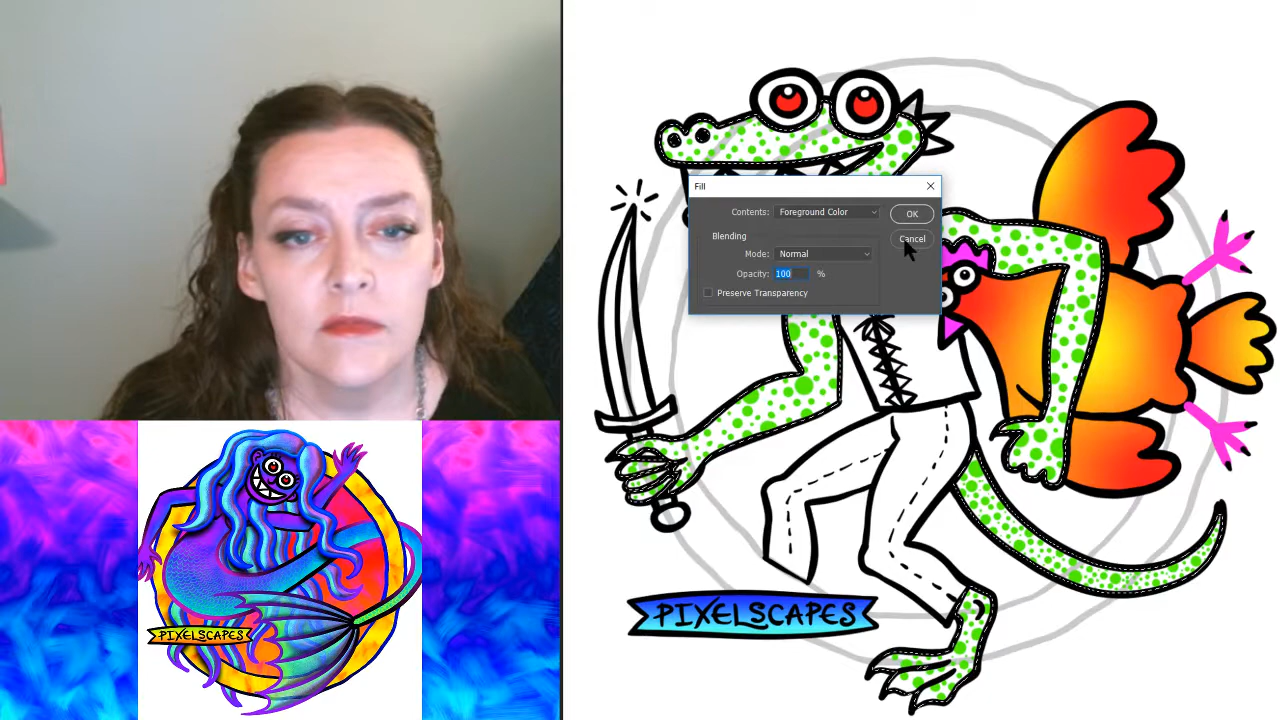 Fill
Contents: Foreground Color
OK
Blending
Cancel
Mode: Normal
Opacity: 100 %
Preserve Transparency
PIXELSCAPES
PIXELSCAPES